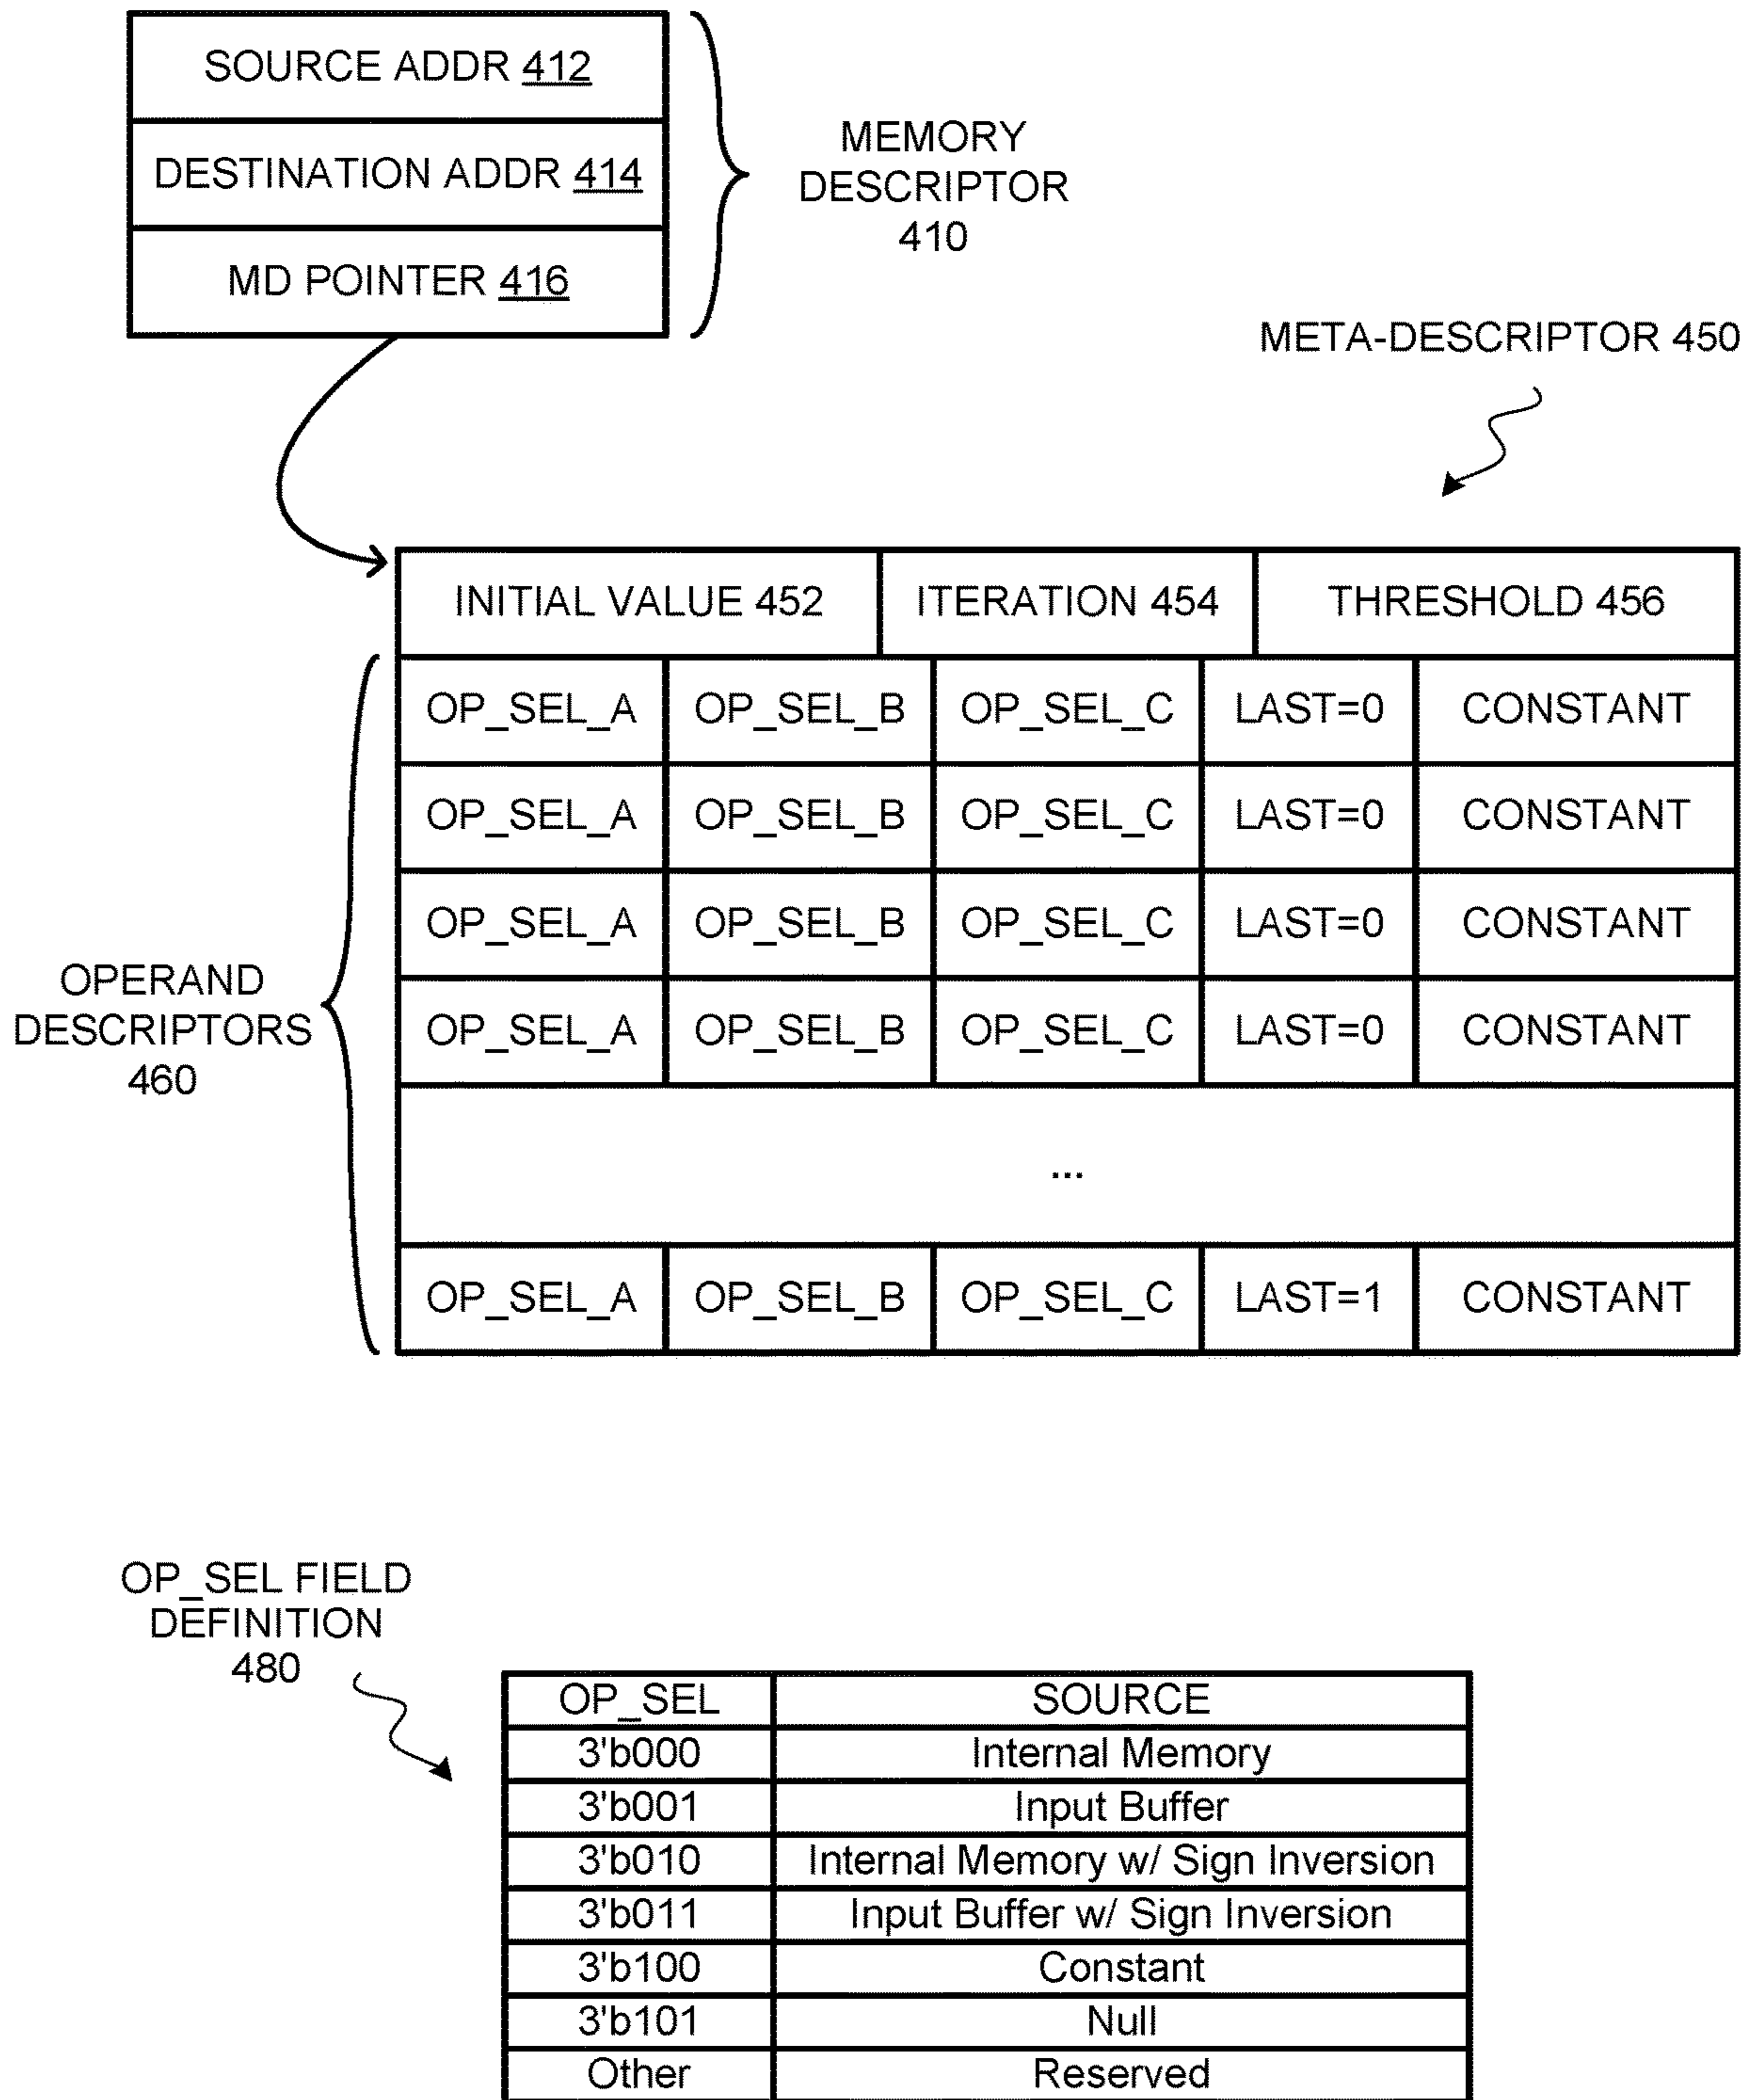 SOURCE ADDR 412
DESTINATION ADDR 414
MD POINTER 416
MEMORY
DESCRIPTOR
410
META-DESCRIPTOR 450
INITIAL VALUE 452 ITERATION 454 THRESHOLD 456
OP_SEL_A OP_SEL_B OP_SEL_C LAST=0 CONSTANT
OP_SEL_A OP_SEL_B OP_SEL_C LAST=0 CONSTANT
OP_SEL_A OP_SEL_B OP_SEL_C LAST=0 CONSTANT
OP_SEL_A OP_SEL_B OP_SEL_C LAST=0 CONSTANT
...
OP_SEL_A OP_SEL_B OP_SEL_C LAST=1 CONSTANT
OPERAND
DESCRIPTORS
460
OP_SEL FIELD
DEFINITION
480
OP_SEL SOURCE
3'b000 Internal Memory
3'b001 Input Buffer
3'b010 Internal Memory w/ Sign Inversion
3'b011 Input Buffer w/ Sign Inversion
3'b100 Constant
3'b101 Null
Other Reserved